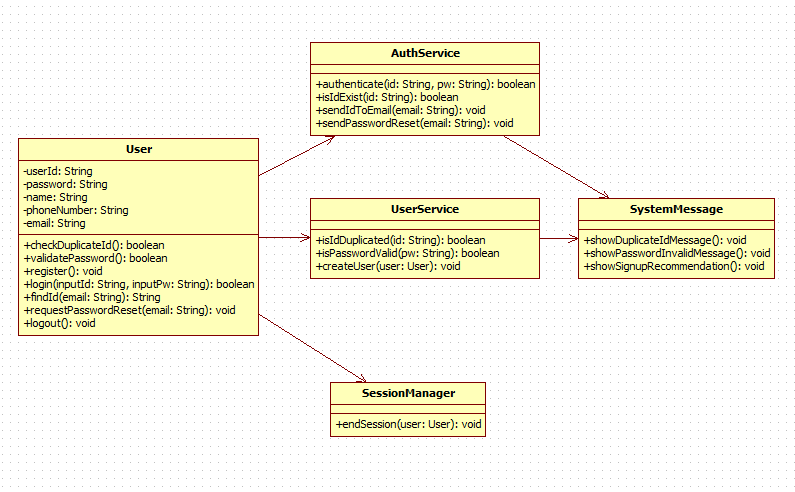 AuthService
+authenticate(id: String, pw: String): boolean
+isIdExist(id: String): boolean
+sendIdToEmail(email: String): void
+sendPasswordReset(email: String): void
User
-userId: String
-password: String
-name: String
-phoneNumber: String
-email: String
+checkDuplicateId(): boolean
+validatePassword(): boolean
+register(): void
+login(inputId: String, inputPw: String): boolean
+findId(email: String): String
+requestPasswordReset(email: String): void
+logout(): void
UserService
+isIdDuplicated(id: String): boolean
+isPasswordValid(pw: String): boolean
+createUser(user: User): void
SystemMessage
+showDuplicateIdMessage(): void
+showPasswordInvalidMessage(): void
+showSignupRecommendation(): void
SessionManager
+endSession(user: User): void